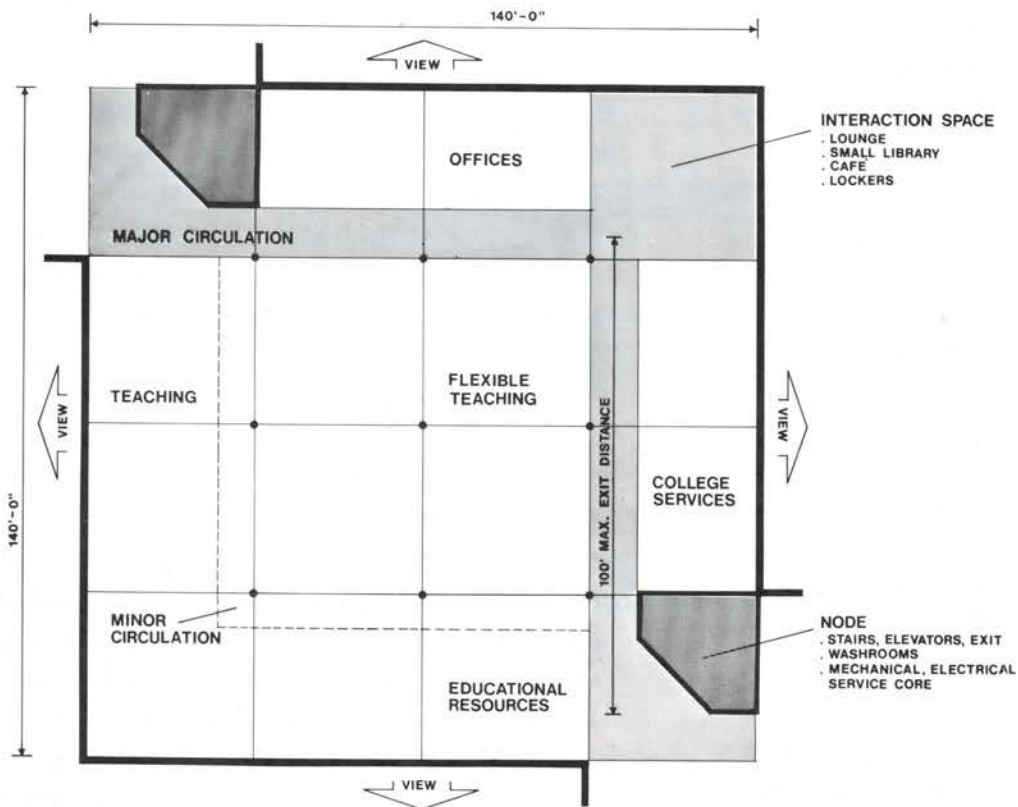 140'-0"
VIEW
INTERACTION SPACE
. LOUNGE
. SMALL LIBRARY
. CAFE
. LOCKERS
OFFICES
MAJOR CIRCULATION
TEACHING
FLEXIBLE
TEACHING
VIEW
VIEW
140'-0"
100' MAX. EXIT DISTANCE
COLLEGE
SERVICES
MINOR
CIRCULATION
NODE
. STAIRS, ELEVATORS, EXIT
. WASHROOMS
. MECHANICAL, ELECTRICAL
SERVICE CORE
EDUCATIONAL
RESOURCES
VIEW